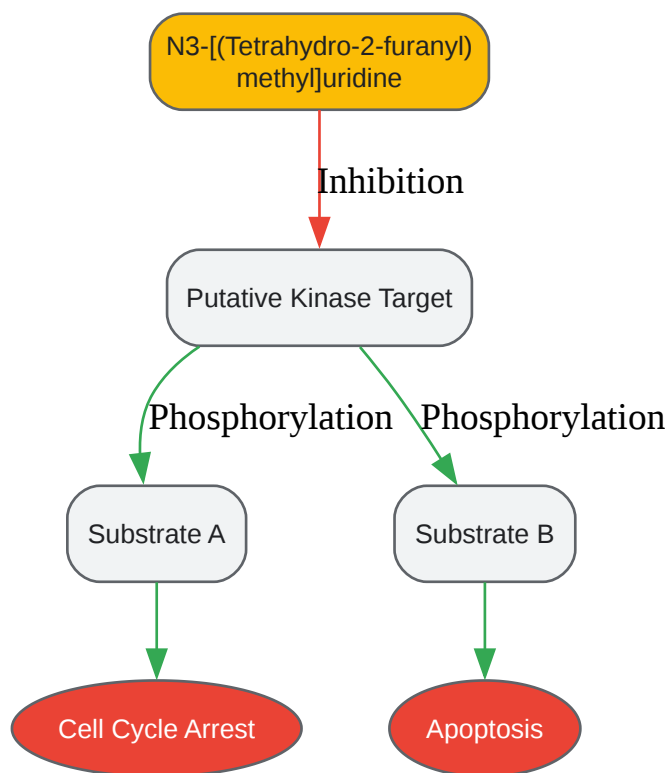 N3-[(Tetrahydro-2-furanyl)
methyl]uridine
Inhibition
Putative Kinase Target
Phosphorylation
Phosphorylation
Substrate A
Substrate B
Cell Cycle Arrest
Apoptosis